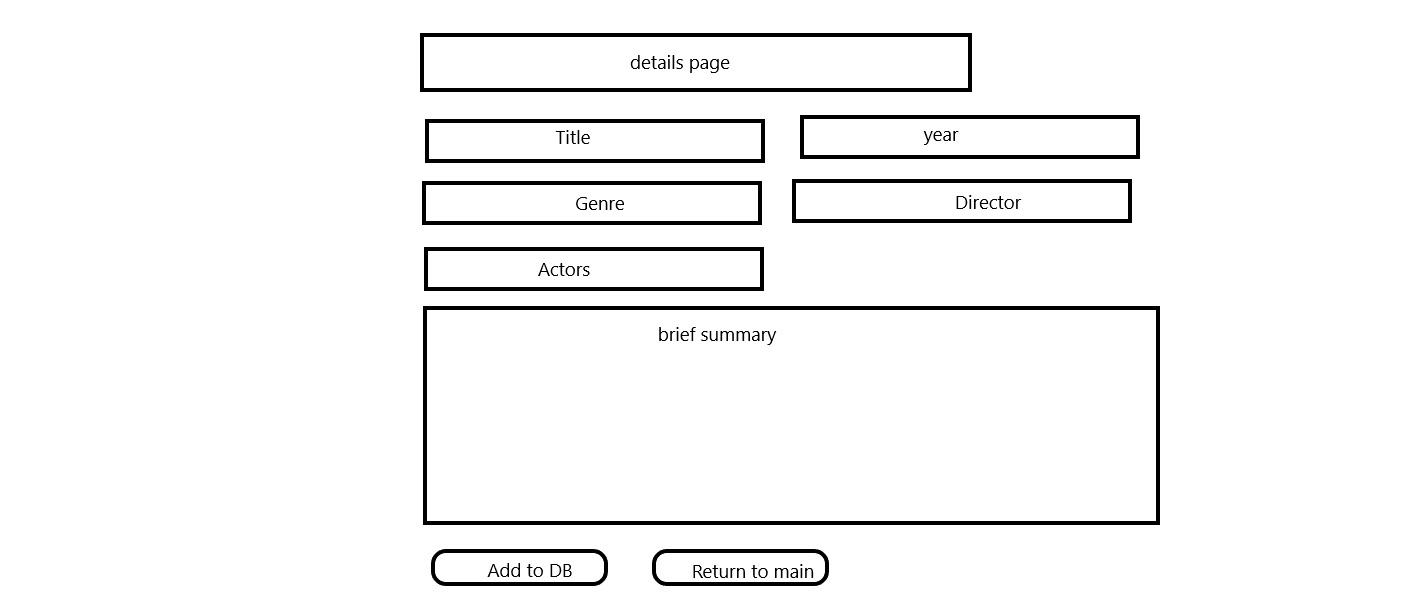 details page
Title
year
Genre
Director
Actors
brief summary
Add to DB
Return to main